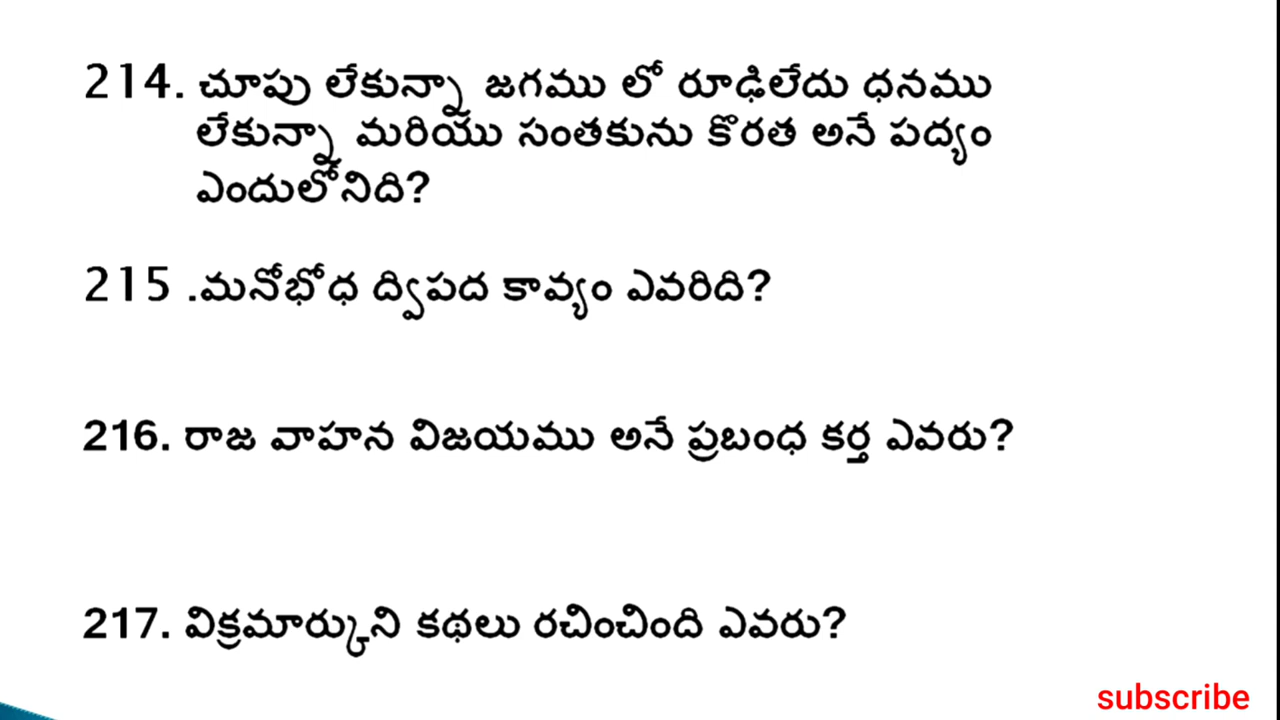 214. చూపు లేకున్నా జగము లో రూఢిలేదు ధనము
లేకున్నా మరియు సంతకును కొరత అనే పద్యం
ఎందులోనిది?
215 .మనోభోధ ద్విపద కావ్యం ఎవరిది?
216. రాజ వాహన విజయము అనే ప్రబంధ కర్త ఎవరు?
217. విక్రమార్కుని కథలు రచించింది ఎవరు?
subscribe